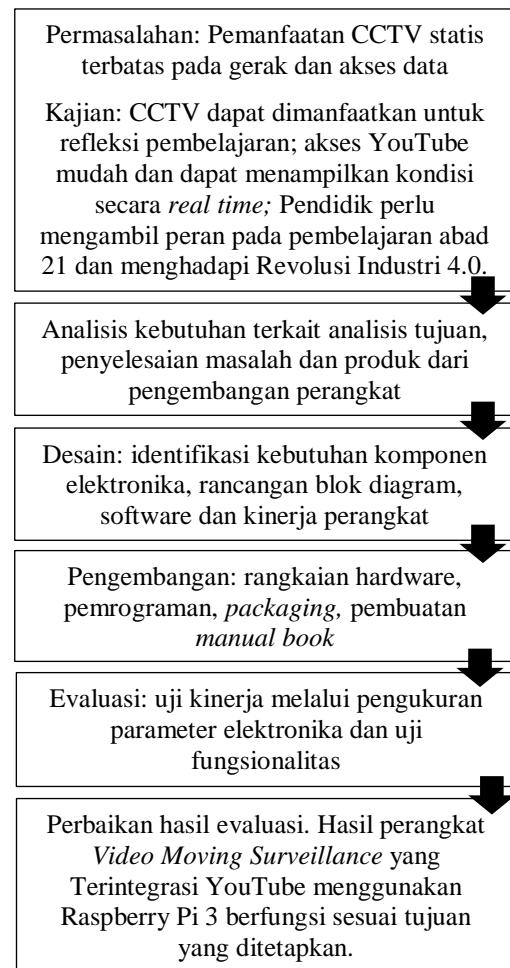 Permasalahan: Pemanfaatan CCTV statis
terbatas pada gerak dan akses data
Kajian: CCTV dapat dimanfaatkan untuk
refleksi pembelajaran; akses YouTube
mudah dan dapat menampilkan kondisi
secara real time; Pendidik perlu
mengambil peran pada pembelajaran abad
21 dan menghadapi Revolusi Industri 4.0.
Analisis kebutuhan terkait analisis tujuan,
penyelesaian masalah dan produk dari
pengembangan perangkat
Desain: identifikasi kebutuhan komponen
elektronika, rancangan blok diagram,
software dan kinerja perangkat
Pengembangan: rangkaian hardware,
pemrograman, packaging, pembuatan
manual book
Evaluasi: uji kinerja melalui pengukuran
parameter elektronika dan uji
fungsionalitas
Perbaikan hasil evaluasi. Hasil perangkat
Video Moving Surveillance yang
Terintegrasi YouTube menggunakan
Raspberry Pi 3 berfungsi sesuai tujuan
yang ditetapkan.